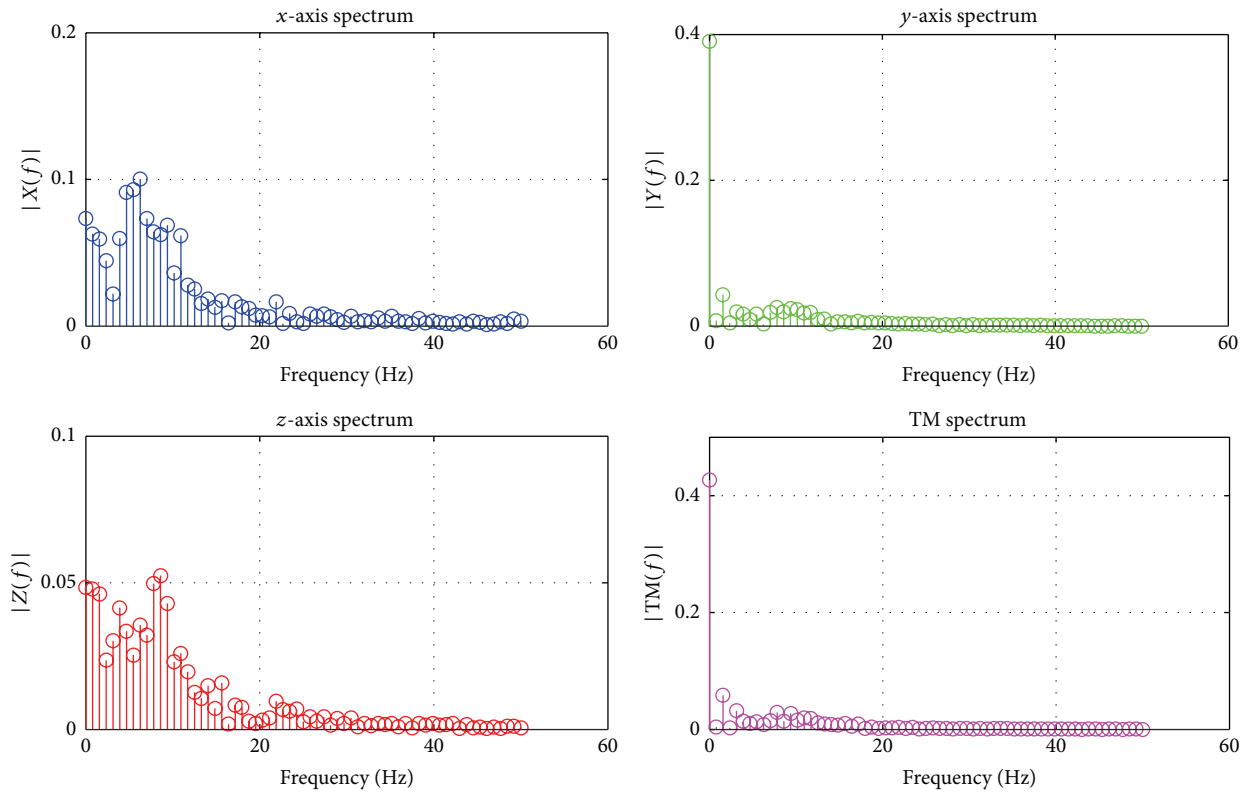 x-axis spectrum
0.2
0.1
0
|X(f)|
0 20 40 60
Frequency (Hz)
y-axis spectrum
0.4
0.2
0
|Y(f)|
0 20 40 60
Frequency (Hz)
z-axis spectrum
0.1
0.05
0
|Z(f)|
0 20 40 60
Frequency (Hz)
TM spectrum
0.4
0.2
0
|TM(f)|
0 20 40 60
Frequency (Hz)